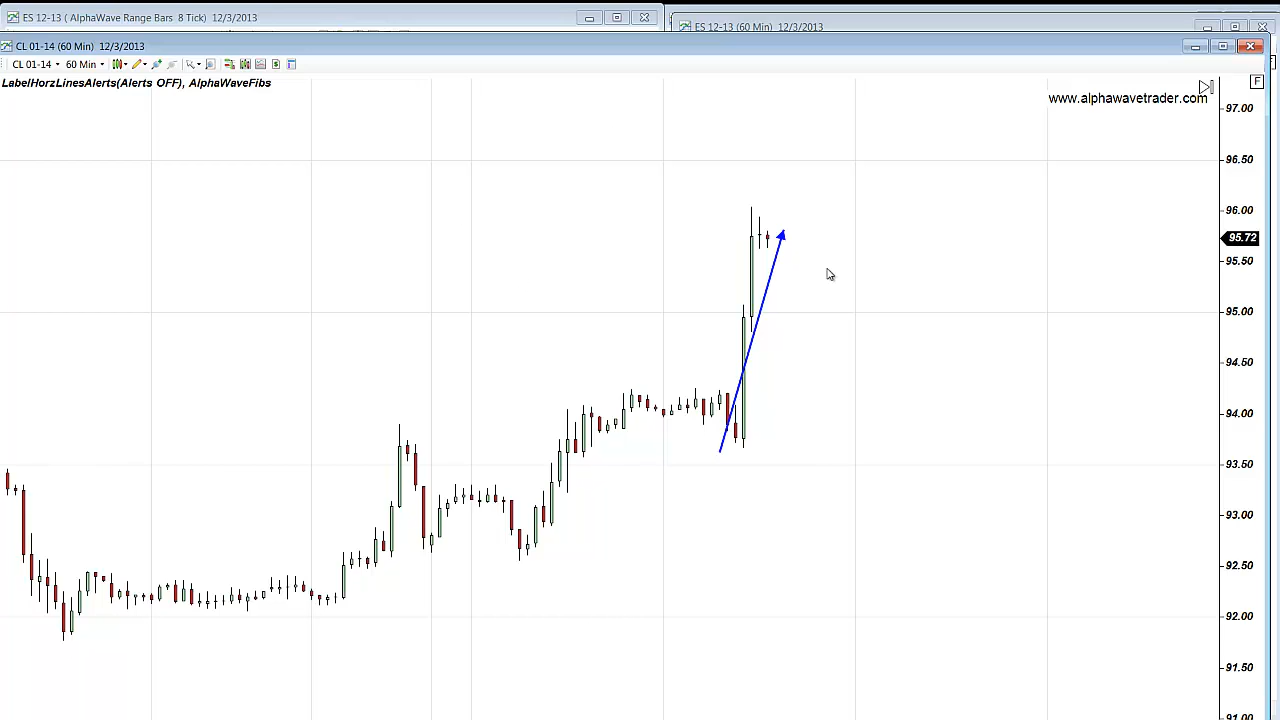 ES 12-13 ( AlphaWave Range Bars 8 Tick) 12/3/2013
ES 12-13 (60 Min) 12/3/2013
CL 01-14 (60 Min) 12/3/2013
CL 01-14 60 Min
LabelHorzLinesAlerts(Alerts OFF), AlphaWaveFibs
F
www.alphawavetrader.com
97.00
96.50
96.00
95.72
95.50
95.00
94.50
94.00
93.50
93.00
92.50
92.00
91.50
91.00